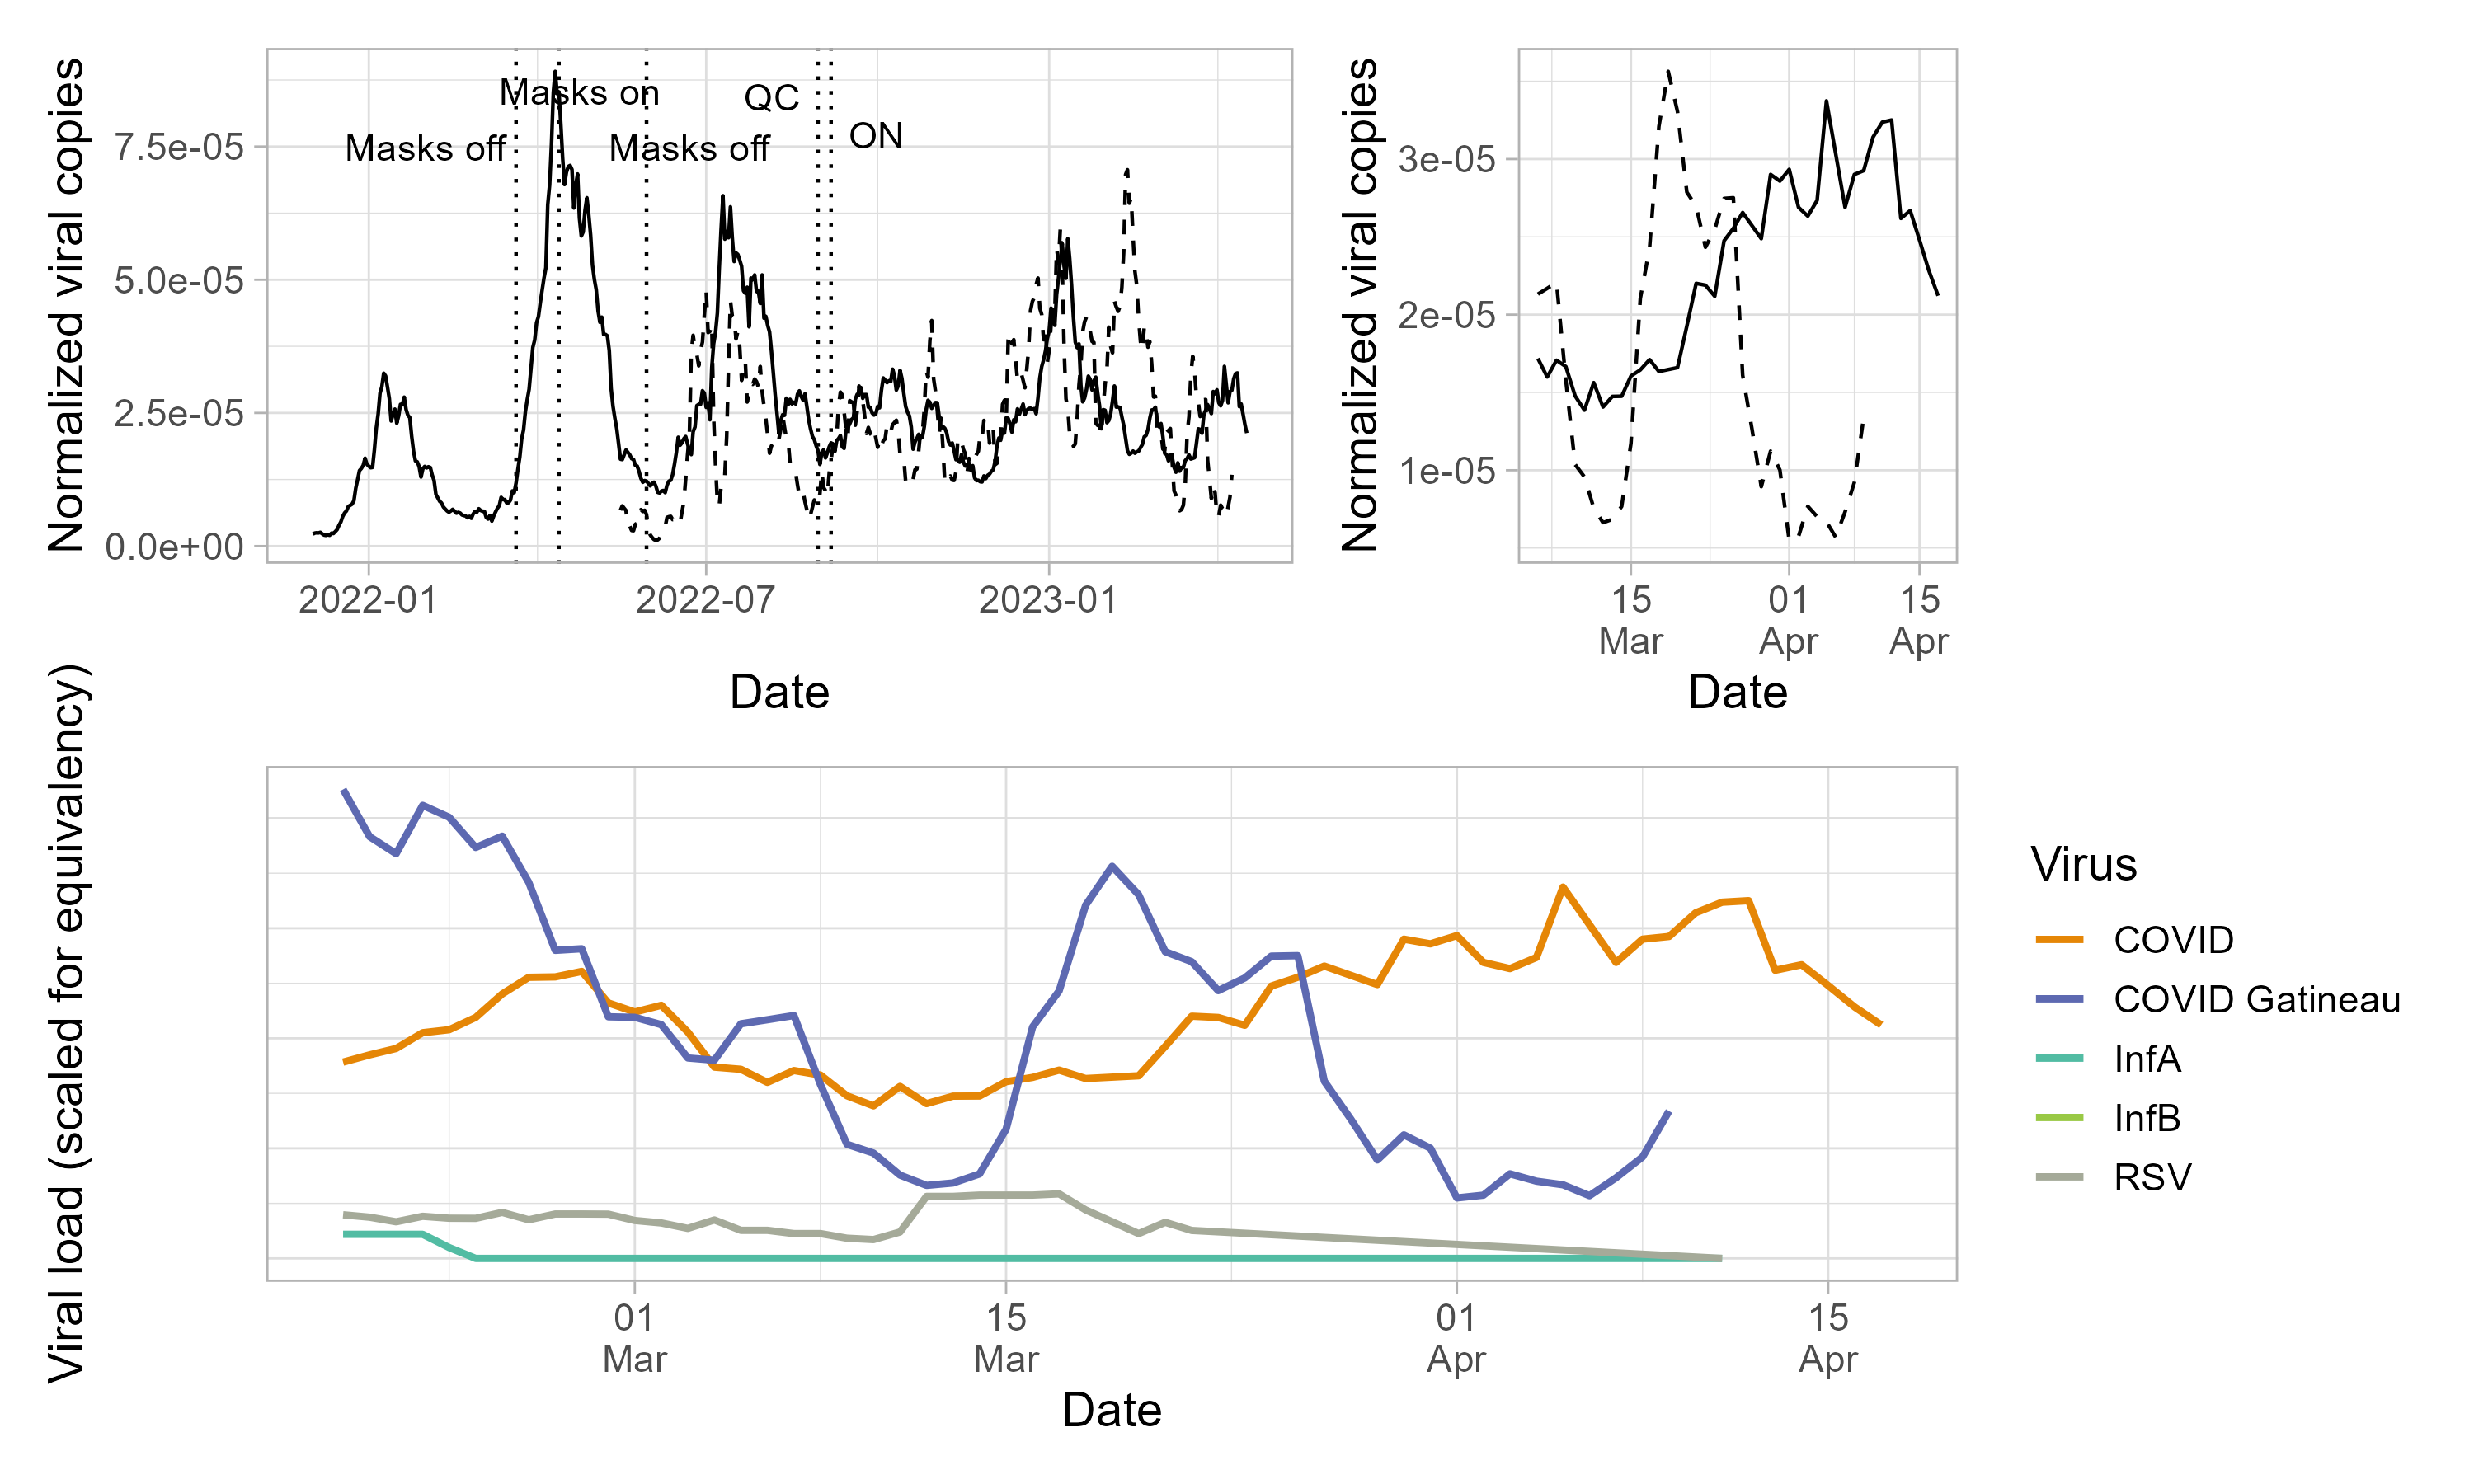 Normalized viral copies
7.5e-05
5.0e-05
2.5e-05
0.0e+00
Masks off
Masks on
Masks off
QC
ON
2022-01
2022-07
2023-01
Date
Normalized viral copies
3e-05
2e-05
1e-05
15
Mar
01
Apr
15
Apr
Date
Viral load (scaled for equivalency)
01
Mar
15
Mar
01
Apr
15
Apr
Date
Virus
COVID
COVID Gatineau
InfA
InfB
RSV